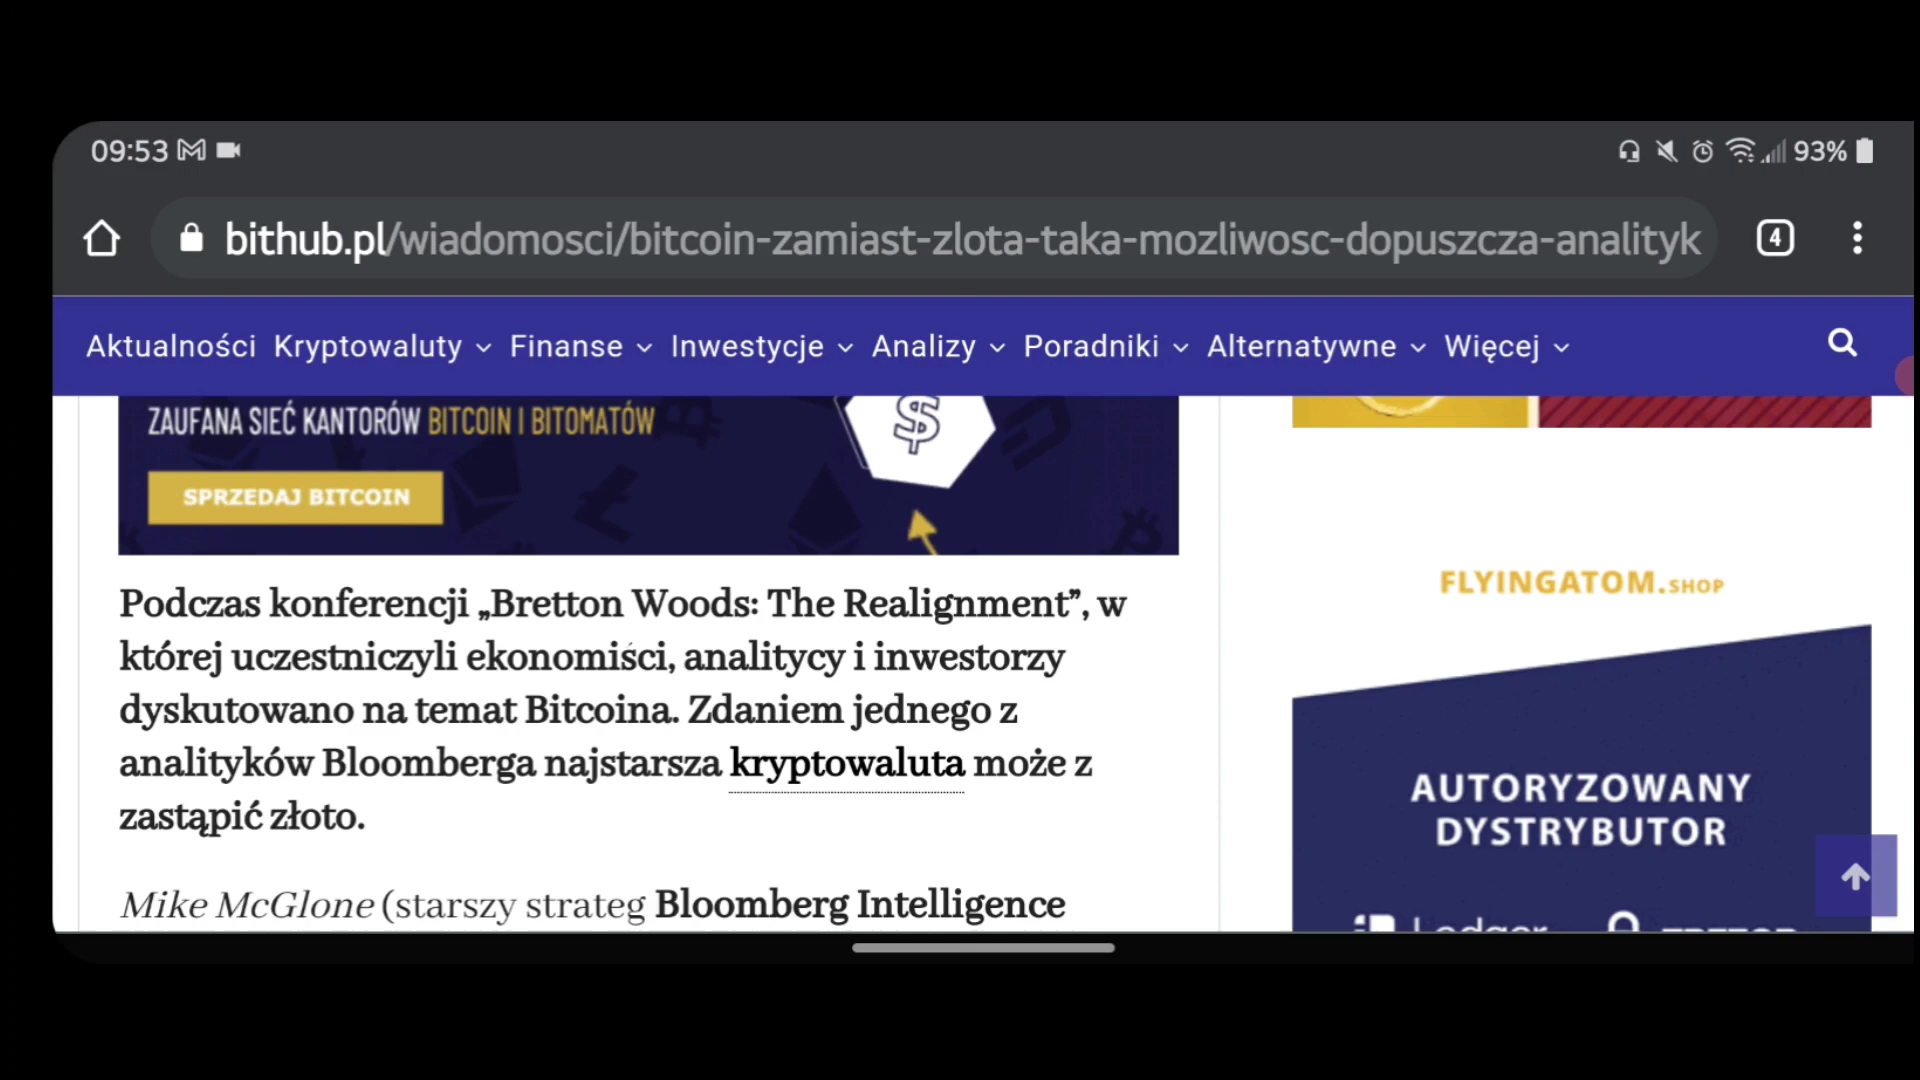 09:53
93%
bithub.pl/wiadomosci/bitcoin-zamiast-zlota-taka-mozliwosc-dopuszcza-analityk
4
Aktualności Kryptowaluty Finanse Inwestycje Analizy Poradniki Alternatywne Więcej
ZAUFANA SIEĆ KANTORÓW BITCOIN I BITOMATÓW
SPRZEDAJ BITCOIN
Podczas konferencji „Bretton Woods: The Realignment”, w
której uczestniczyli ekonomiści, analitycy i inwestorzy
dyskutowano na temat Bitcoina. Zdaniem jednego z
analityków Bloomberga najstarsza kryptowaluta może z
zastąpić złoto.
Mike McGlone (starszy strateg Bloomberg Intelligence
FLYINGATOM.SHOP
AUTORYZOWANY
DYSTRYBUTOR
Ledger